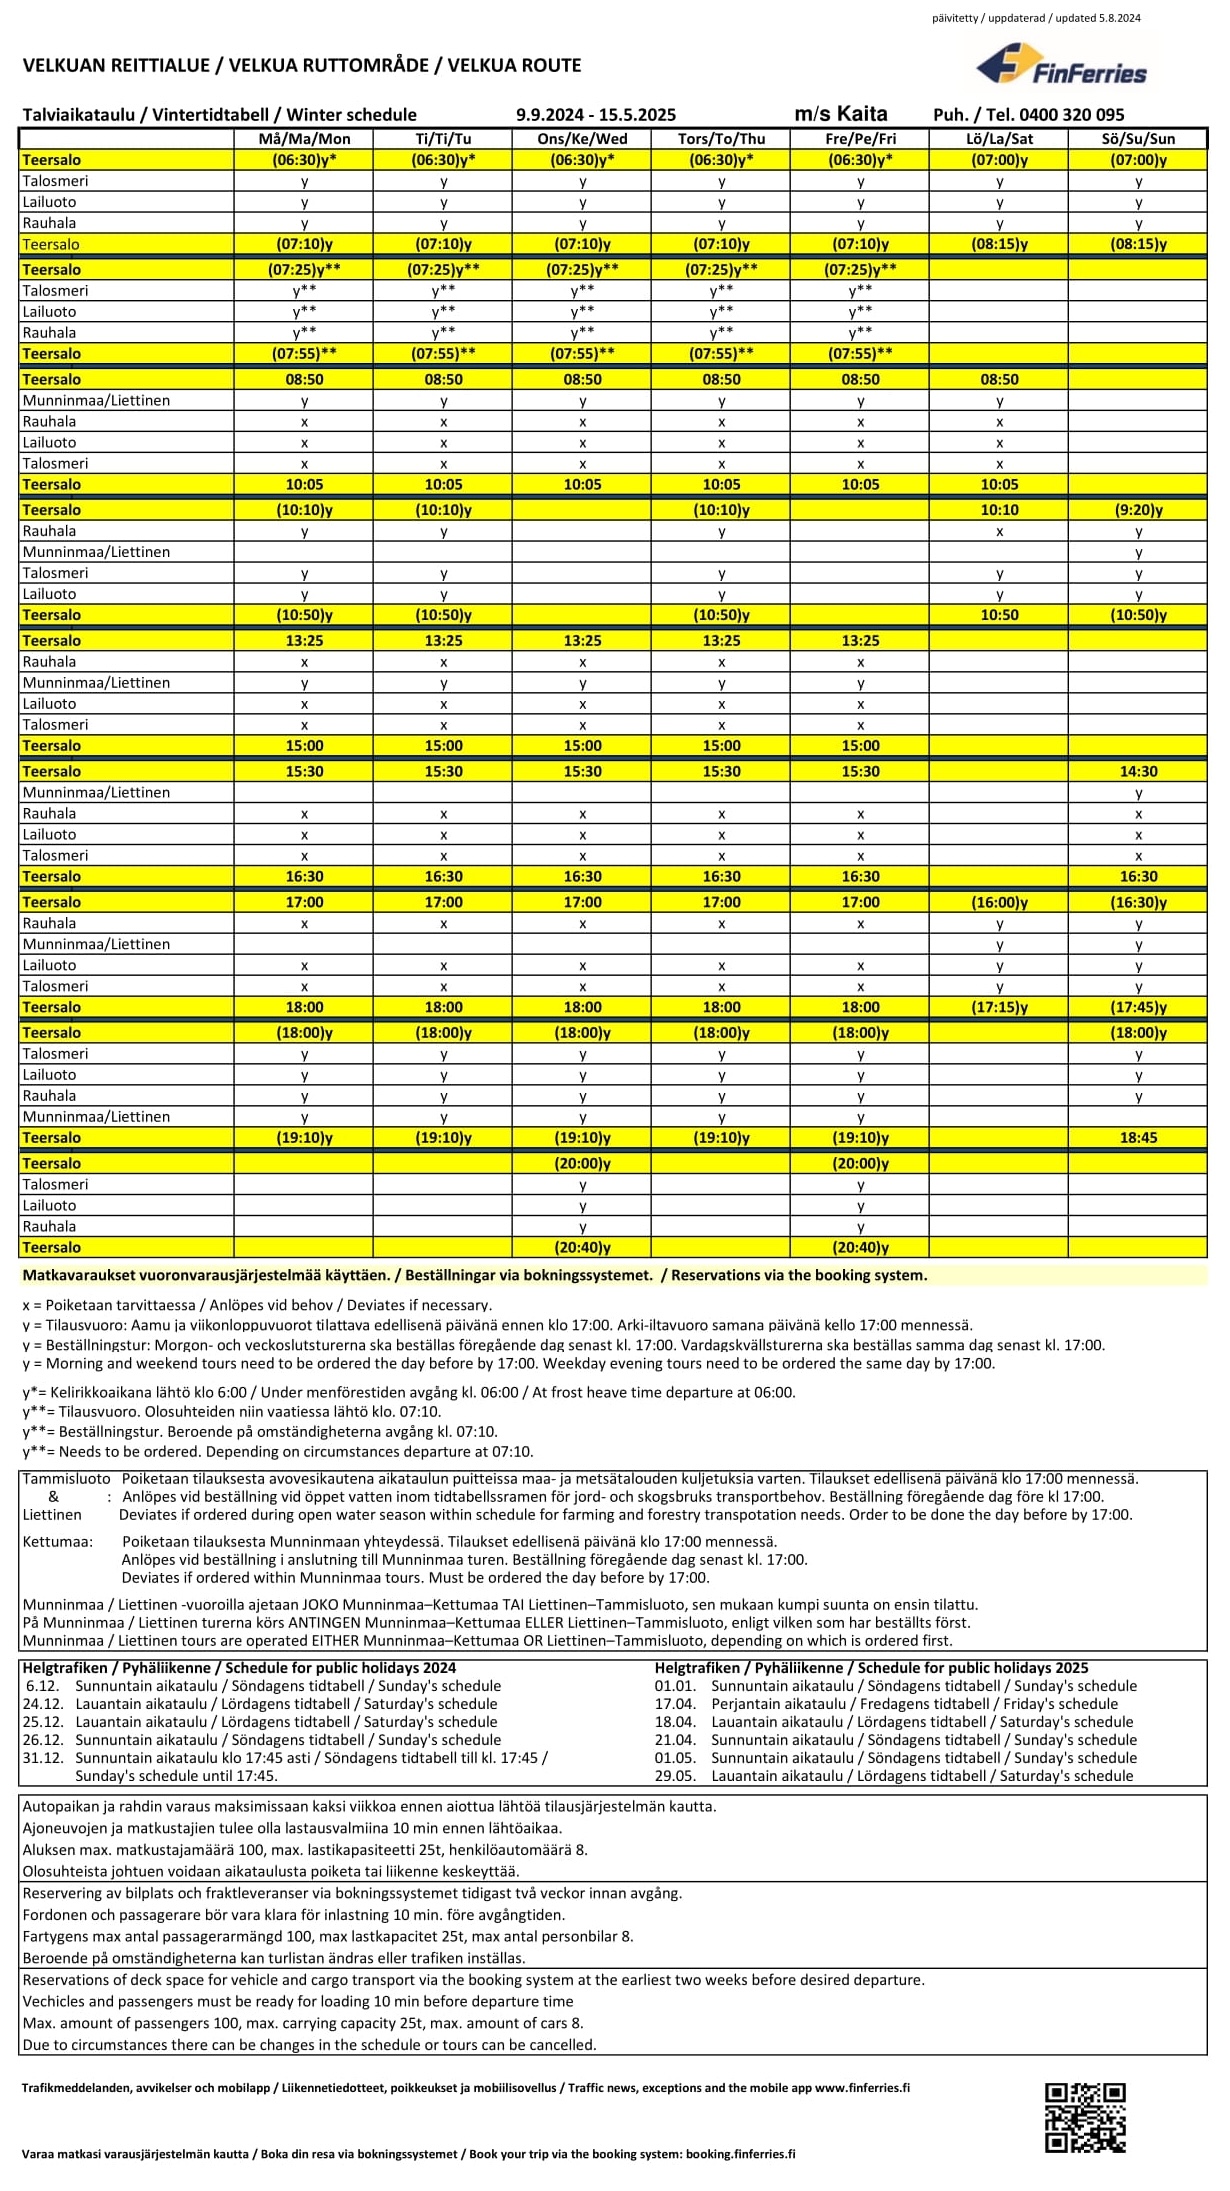 päivitetty / uppdaterad / updated 5.8.2024
VELKUAN REITTIALUE / VELKUA RUTTOMRÅDE / VELKUA ROUTE
FinFerries
Talviaikataulu / Vintertidtabell / Winter schedule 9.9.2024 - 15.5.2025 m/s Kaita Puh. / Tel. 0400 320 095
Må/Ma/Mon Ti/Ti/Tu Ons/Ke/Wed Tors/To/Thu Fre/Pe/Fri Lö/La/Sat Sö/Su/Sun
Teersalo (06:30)y* (06:30)y* (06:30)y* (06:30)y* (06:30)y* (07:00)y (07:00)y
Talosmeri y y y y y y y
Lailuoto y y y y y y y
Rauhala y y y y y y y
Teersalo (07:10)y (07:10)y (07:10)y (07:10)y (07:10)y (08:15)y (08:15)y
Teersalo (07:25)y** (07:25)y** (07:25)y** (07:25)y** (07:25)y**
Talosmeri y** y** y** y** y**
Lailuoto y** y** y** y** y**
Rauhala y** y** y** y** y**
Teersalo (07:55)** (07:55)** (07:55)** (07:55)** (07:55)**
Teersalo 08:50 08:50 08:50 08:50 08:50 08:50
Munninmaa/Liettinen y y y y y y
Rauhala x x x x x x
Lailuoto x x x x x x
Talosmeri x x x x x x
Teersalo 10:05 10:05 10:05 10:05 10:05 10:05
Teersalo (10:10)y (10:10)y (10:10)y 10:10 (9:20)y
Rauhala y y y x y
Munninmaa/Liettinen y
Talosmeri y y y y y
Lailuoto y y y y y
Teersalo (10:50)y (10:50)y (10:50)y 10:50 (10:50)y
Teersalo 13:25 13:25 13:25 13:25 13:25
Rauhala x x x x x
Munninmaa/Liettinen y y y y y
Lailuoto x x x x x
Talosmeri x x x x x
Teersalo 15:00 15:00 15:00 15:00 15:00
Teersalo 15:30 15:30 15:30 15:30 15:30 14:30
Munninmaa/Liettinen y
Rauhala x x x x x x
Lailuoto x x x x x x
Talosmeri x x x x x x
Teersalo 16:30 16:30 16:30 16:30 16:30 16:30
Teersalo 17:00 17:00 17:00 17:00 17:00 (16:00)y (16:30)y
Rauhala x x x x x y y
Munninmaa/Liettinen y y
Lailuoto x x x x x y y
Talosmeri x x x x x y y
Teersalo 18:00 18:00 18:00 18:00 18:00 (17:15)y (17:45)y
Teersalo (18:00)y (18:00)y (18:00)y (18:00)y (18:00)y (18:00)y
Talosmeri y y y y y y
Lailuoto y y y y y y
Rauhala y y y y y y
Munninmaa/Liettinen y y y y y
Teersalo (19:10)y (19:10)y (19:10)y (19:10)y (19:10)y 18:45
Teersalo (20:00)y (20:00)y
Talosmeri y y
Lailuoto y y
Rauhala y y
Teersalo (20:40)y (20:40)y
Matkavaraukset vuoronvarausjärjestelmää käyttäen. / Beställningar via bokningssystemet. / Reservations via the booking system.
x = Poiketaan tarvittaessa / Anlöpes vid behov / Deviates if necessary.
y = Tilausvuoro: Aamu ja viikonloppuvuorot tilattava edellisenä päivänä ennen klo 17:00. Arki-iltavuoro samana päivänä kello 17:00 mennessä.
y = Beställningstur: Morgon- och veckoslutsturerna ska beställas föregående dag senast kl. 17:00. Vardagskvällsturerna ska beställas samma dag senast kl. 17:00.
y = Morning and weekend tours need to be ordered the day before by 17:00. Weekday evening tours need to be ordered the same day by 17:00.
y*= Kelirikkoaikana lähtö klo 6:00 / Under menförestiden avgång kl. 06:00 / At frost heave time departure at 06:00.
y**= Tilausvuoro. Olosuhteiden niin vaatiessa lähtö klo. 07:10.
y**= Beställningstur. Beroende på omständigheterna avgång kl. 07:10.
y**= Needs to be ordered. Depending on circumstances departure at 07:10.
Tammisluoto Poiketaan tilauksesta avovesikautena aikataulun puitteissa maa- ja metsätalouden kuljetuksia varten. Tilaukset edellisenä päivänä klo 17:00 mennessä.
& : Anlöpes vid beställning vid öppet vatten inom tidtabellssramen för jord- och skogsbruks transportbehov. Beställning föregående dag före kl 17:00.
Liettinen Deviates if ordered during open water season within schedule for farming and forestry transpotation needs. Order to be done the day before by 17:00.
Kettumaa: Poiketaan tilauksesta Munninmaan yhteydessä. Tilaukset edellisenä päivänä klo 17:00 mennessä.
Anlöpes vid beställning i anslutning till Munninmaa turen. Beställning föregående dag senast kl. 17:00.
Deviates if ordered within Munninmaa tours. Must be ordered the day before by 17:00.
Munninmaa / Liettinen -vuoroilla ajetaan JOKO Munninmaa–Kettumaa TAI Liettinen–Tammisluoto, sen mukaan kumpi suunta on ensin tilattu.
På Munninmaa / Liettinen turerna körs ANTINGEN Munninmaa–Kettumaa ELLER Liettinen–Tammisluoto, enligt vilken som har beställts först.
Munninmaa / Liettinen tours are operated EITHER Munninmaa–Kettumaa OR Liettinen–Tammisluoto, depending on which is ordered first.
Helgtrafiken / Pyhäliikenne / Schedule for public holidays 2024
6.12. Sunnuntain aikataulu / Söndagens tidtabell / Sunday's schedule
24.12. Lauantain aikataulu / Lördagens tidtabell / Saturday's schedule
25.12. Lauantain aikataulu / Lördagens tidtabell / Saturday's schedule
26.12. Sunnuntain aikataulu / Söndagens tidtabell / Sunday's schedule
31.12. Sunnuntain aikataulu klo 17:45 asti / Söndagens tidtabell till kl. 17:45 /
Sunday's schedule until 17:45.
Helgtrafiken / Pyhäliikenne / Schedule for public holidays 2025
01.01. Sunnuntain aikataulu / Söndagens tidtabell / Sunday's schedule
17.04. Perjantain aikataulu / Fredagens tidtabell / Friday's schedule
18.04. Lauantain aikataulu / Lördagens tidtabell / Saturday's schedule
21.04. Sunnuntain aikataulu / Söndagens tidtabell / Sunday's schedule
01.05. Sunnuntain aikataulu / Söndagens tidtabell / Sunday's schedule
29.05. Lauantain aikataulu / Lördagens tidtabell / Saturday's schedule
Autopaikan ja rahdin varaus maksimissaan kaksi viikkoa ennen aiottua lähtöä tilausjärjestelmän kautta.
Ajoneuvojen ja matkustajien tulee olla lastausvalmiina 10 min ennen lähtöaikaa.
Aluksen max. matkustajamäärä 100, max. lastikapasiteetti 25t, henkilöautomäärä 8.
Olosuhteista johtuen voidaan aikataulusta poiketa tai liikenne keskeyttää.
Reservering av bilplats och fraktleveranser via bokningssystemet tidigast två veckor innan avgång.
Fordonen och passagerare bör vara klara för inlastning 10 min. före avgångtiden.
Fartygens max antal passagerarmängd 100, max lastkapacitet 25t, max antal personbilar 8.
Beroende på omständigheterna kan turlistan ändras eller trafiken inställas.
Reservations of deck space for vehicle and cargo transport via the booking system at the earliest two weeks before desired departure.
Vechicles and passengers must be ready for loading 10 min before departure time
Max. amount of passengers 100, max. carrying capacity 25t, max. amount of cars 8.
Due to circumstances there can be changes in the schedule or tours can be cancelled.
Trafikmeddelanden, avvikelser och mobilapp / Liikennetiedotteet, poikkeukset ja mobiilisovellus / Traffic news, exceptions and the mobile app www.finferries.fi
Varaa matkasi varausjärjestelmän kautta / Boka din resa via bokningssystemet / Book your trip via the booking system: booking.finferries.fi